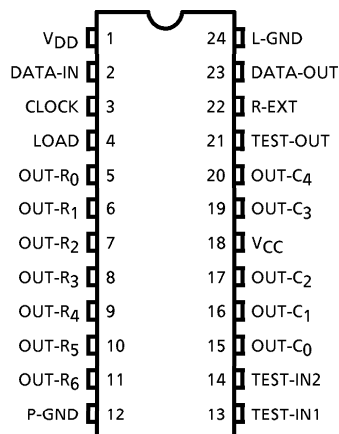 VDD 1 24 L-GND
DATA-IN 2 23 DATA-OUT
CLOCK 3 22 R-EXT
LOAD 4 21 TEST-OUT
OUT-R0 5 20 OUT-C4
OUT-R1 6 19 OUT-C3
OUT-R2 7 18 VCC
OUT-R3 8 17 OUT-C2
OUT-R4 9 16 OUT-C1
OUT-R5 10 15 OUT-C0
OUT-R6 11 14 TEST-IN2
P-GND 12 13 TEST-IN1